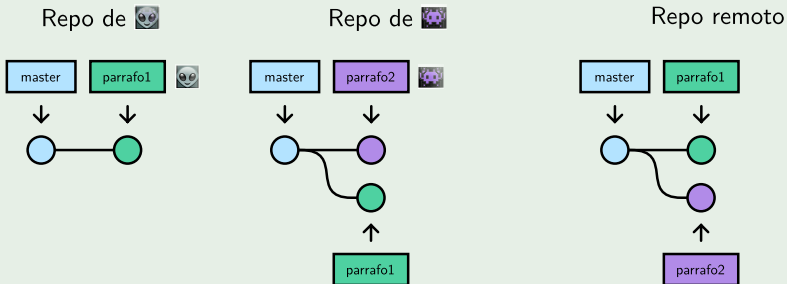 Repo de 👽
Repo de 👾
Repo remoto
master
parrafo1
master
parrafo2
master
parrafo1
parrafo1
parrafo2